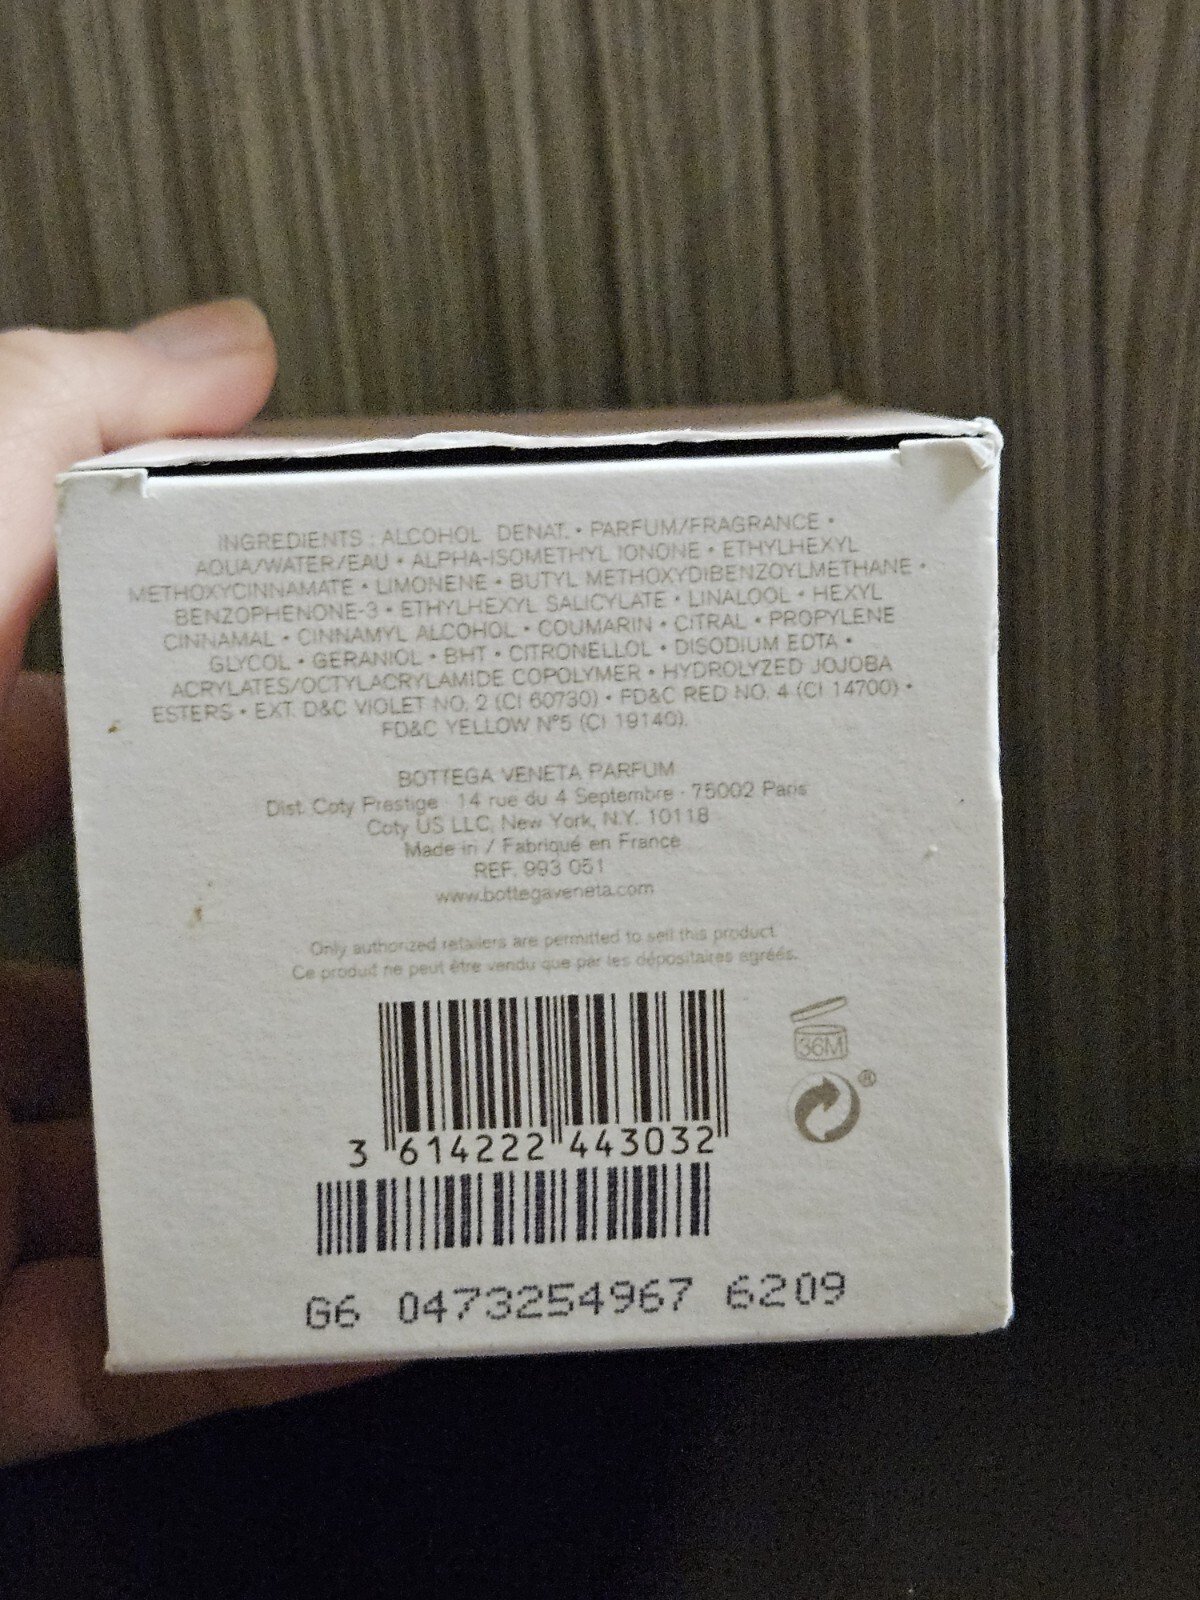 INGREDIENTS : ALCOHOL DENAT. • PARFUM/FRAGRANCE •
AQUA/WATER/EAU • ALPHA-ISOMETHYL IONONE • ETHYLHEXYL
METHOXYCINNAMATE • LIMONENE • BUTYL METHOXYDIBENZOYLMETHANE •
BENZOPHENONE-3 • ETHYLHEXYL SALICYLATE • LINALOOL • HEXYL
CINNAMAL • CINNAMYL ALCOHOL • COUMARIN • CITRAL • PROPYLENE
GLYCOL • GERANIOL • BHT • CITRONELLOL • DISODIUM EDTA •
ACRYLATES/OCTYLACRYLAMIDE COPOLYMER • HYDROLYZED JOJOBA
ESTERS • EXT. D&C VIOLET NO. 2 (CI 60730) • FD&C RED NO. 4 (CI 14700) •
FD&C YELLOW N°5 (CI 19140).
BOTTEGA VENETA PARFUM
Dist. Coty Prestige · 14 rue du 4 Septembre · 75002 Paris
Coty US LLC, New York, N.Y. 10118
Made in / Fabriqué en France
REF. 993 051
www.bottegaveneta.com
Only authorized retailers are permitted to sell this product.
Ce produit ne peut être vendu que par les dépositaires agréés.
36M
®
3 614222 443032
G6 0473254967 6209